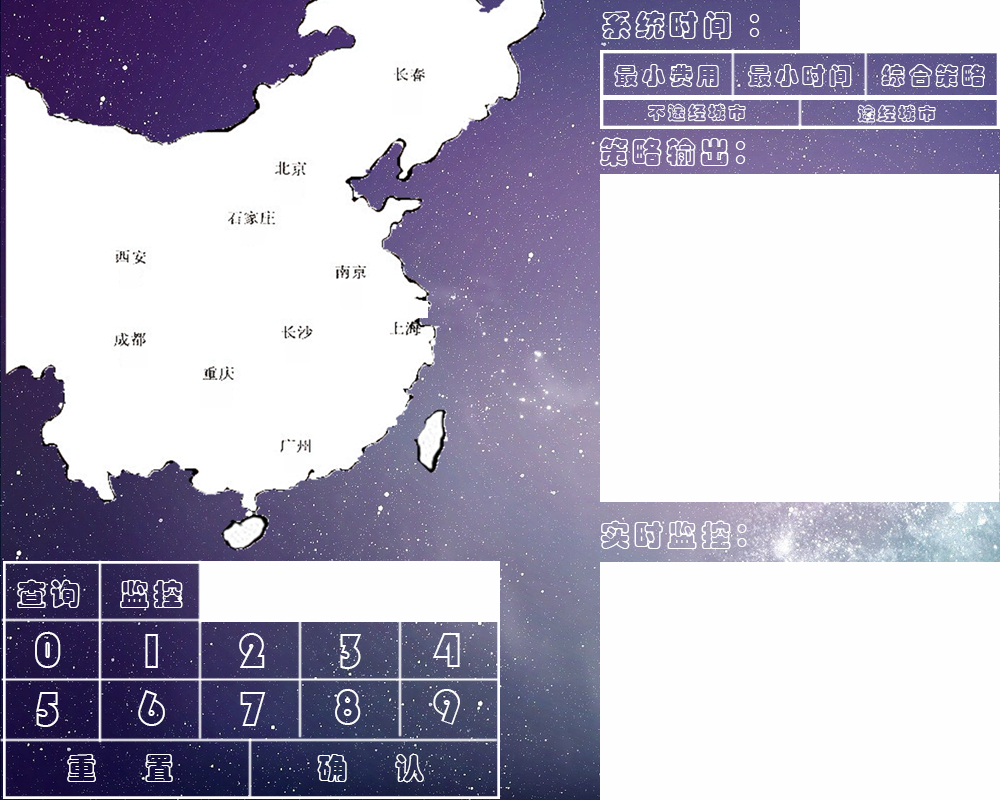 系统时间：
最小费用 最小时间 综合策略
不途经城市 途经城市
策略输出：
长春
北京
石家庄
西安
南京
长沙
上海
成都
重庆
广州
实时监控：
查询 监控
0 1 2 3 4
5 6 7 8 9
重置 确认